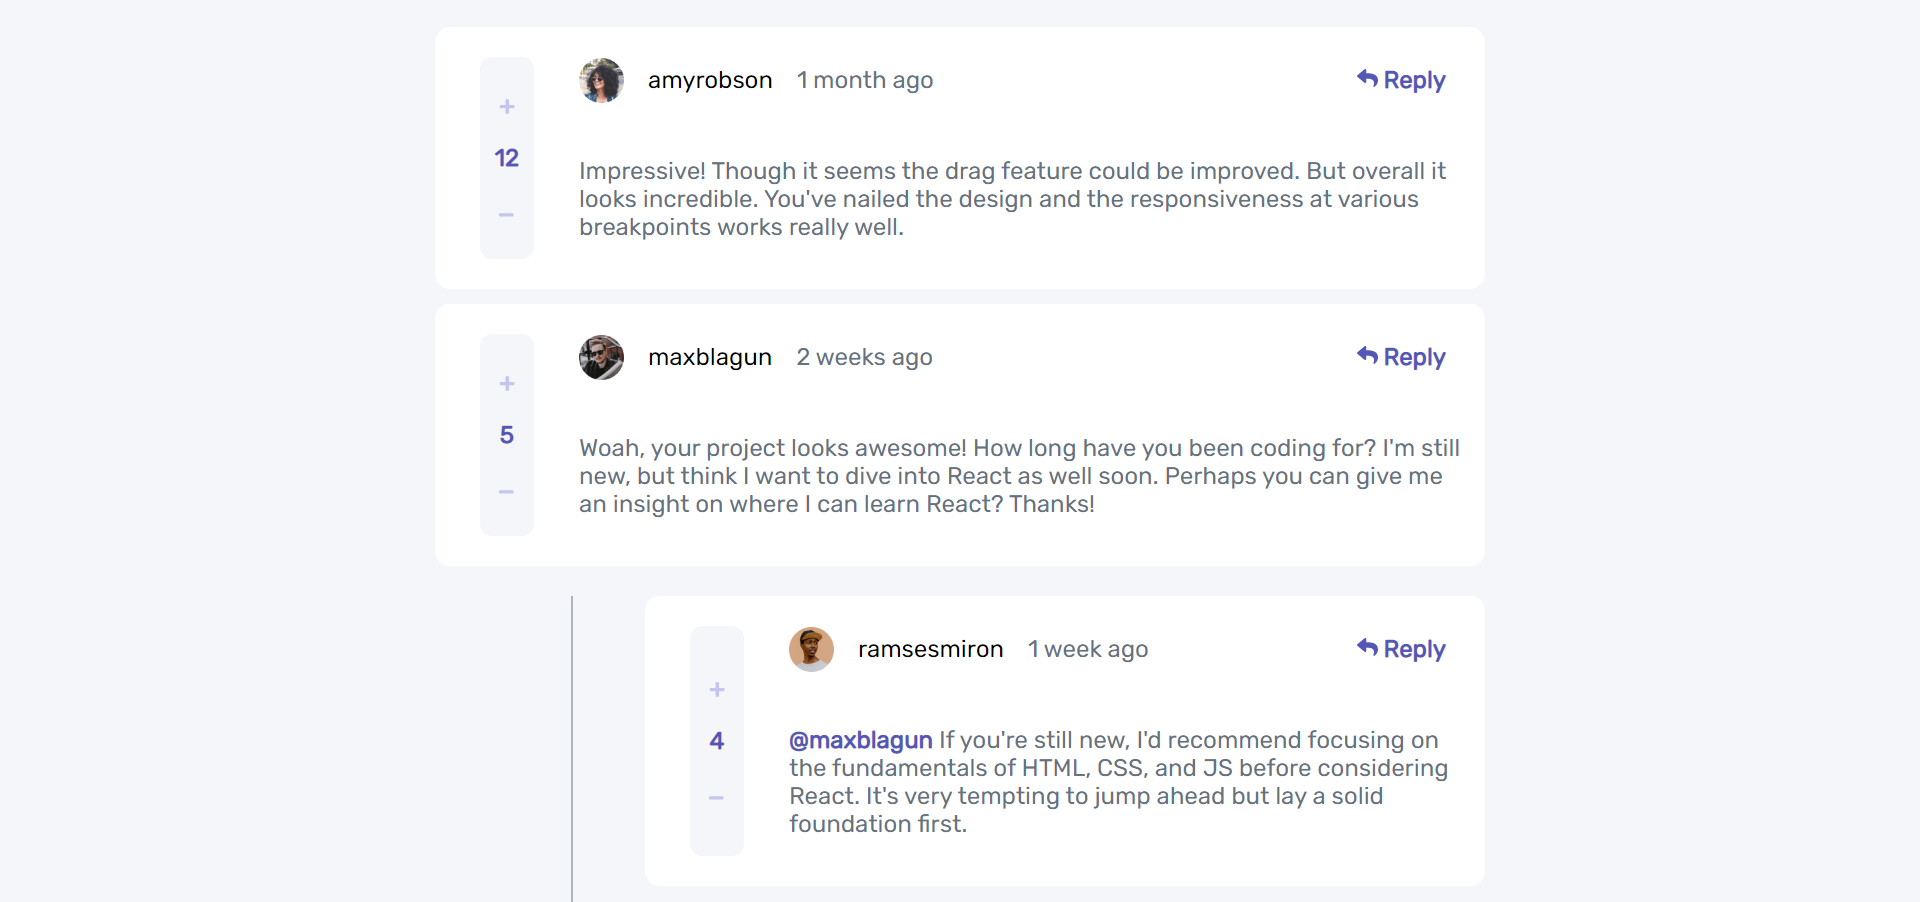 amyrobson 1 month ago Reply
+
12
Impressive! Though it seems the drag feature could be improved. But overall it
looks incredible. You've nailed the design and the responsiveness at various
breakpoints works really well.
−
maxblagun 2 weeks ago Reply
+
5
Woah, your project looks awesome! How long have you been coding for? I'm still
new, but think I want to dive into React as well soon. Perhaps you can give me
an insight on where I can learn React? Thanks!
−
ramsesmiron 1 week ago Reply
+
4
@maxblagun If you're still new, I'd recommend focusing on
the fundamentals of HTML, CSS, and JS before considering
React. It's very tempting to jump ahead but lay a solid
foundation first.
−